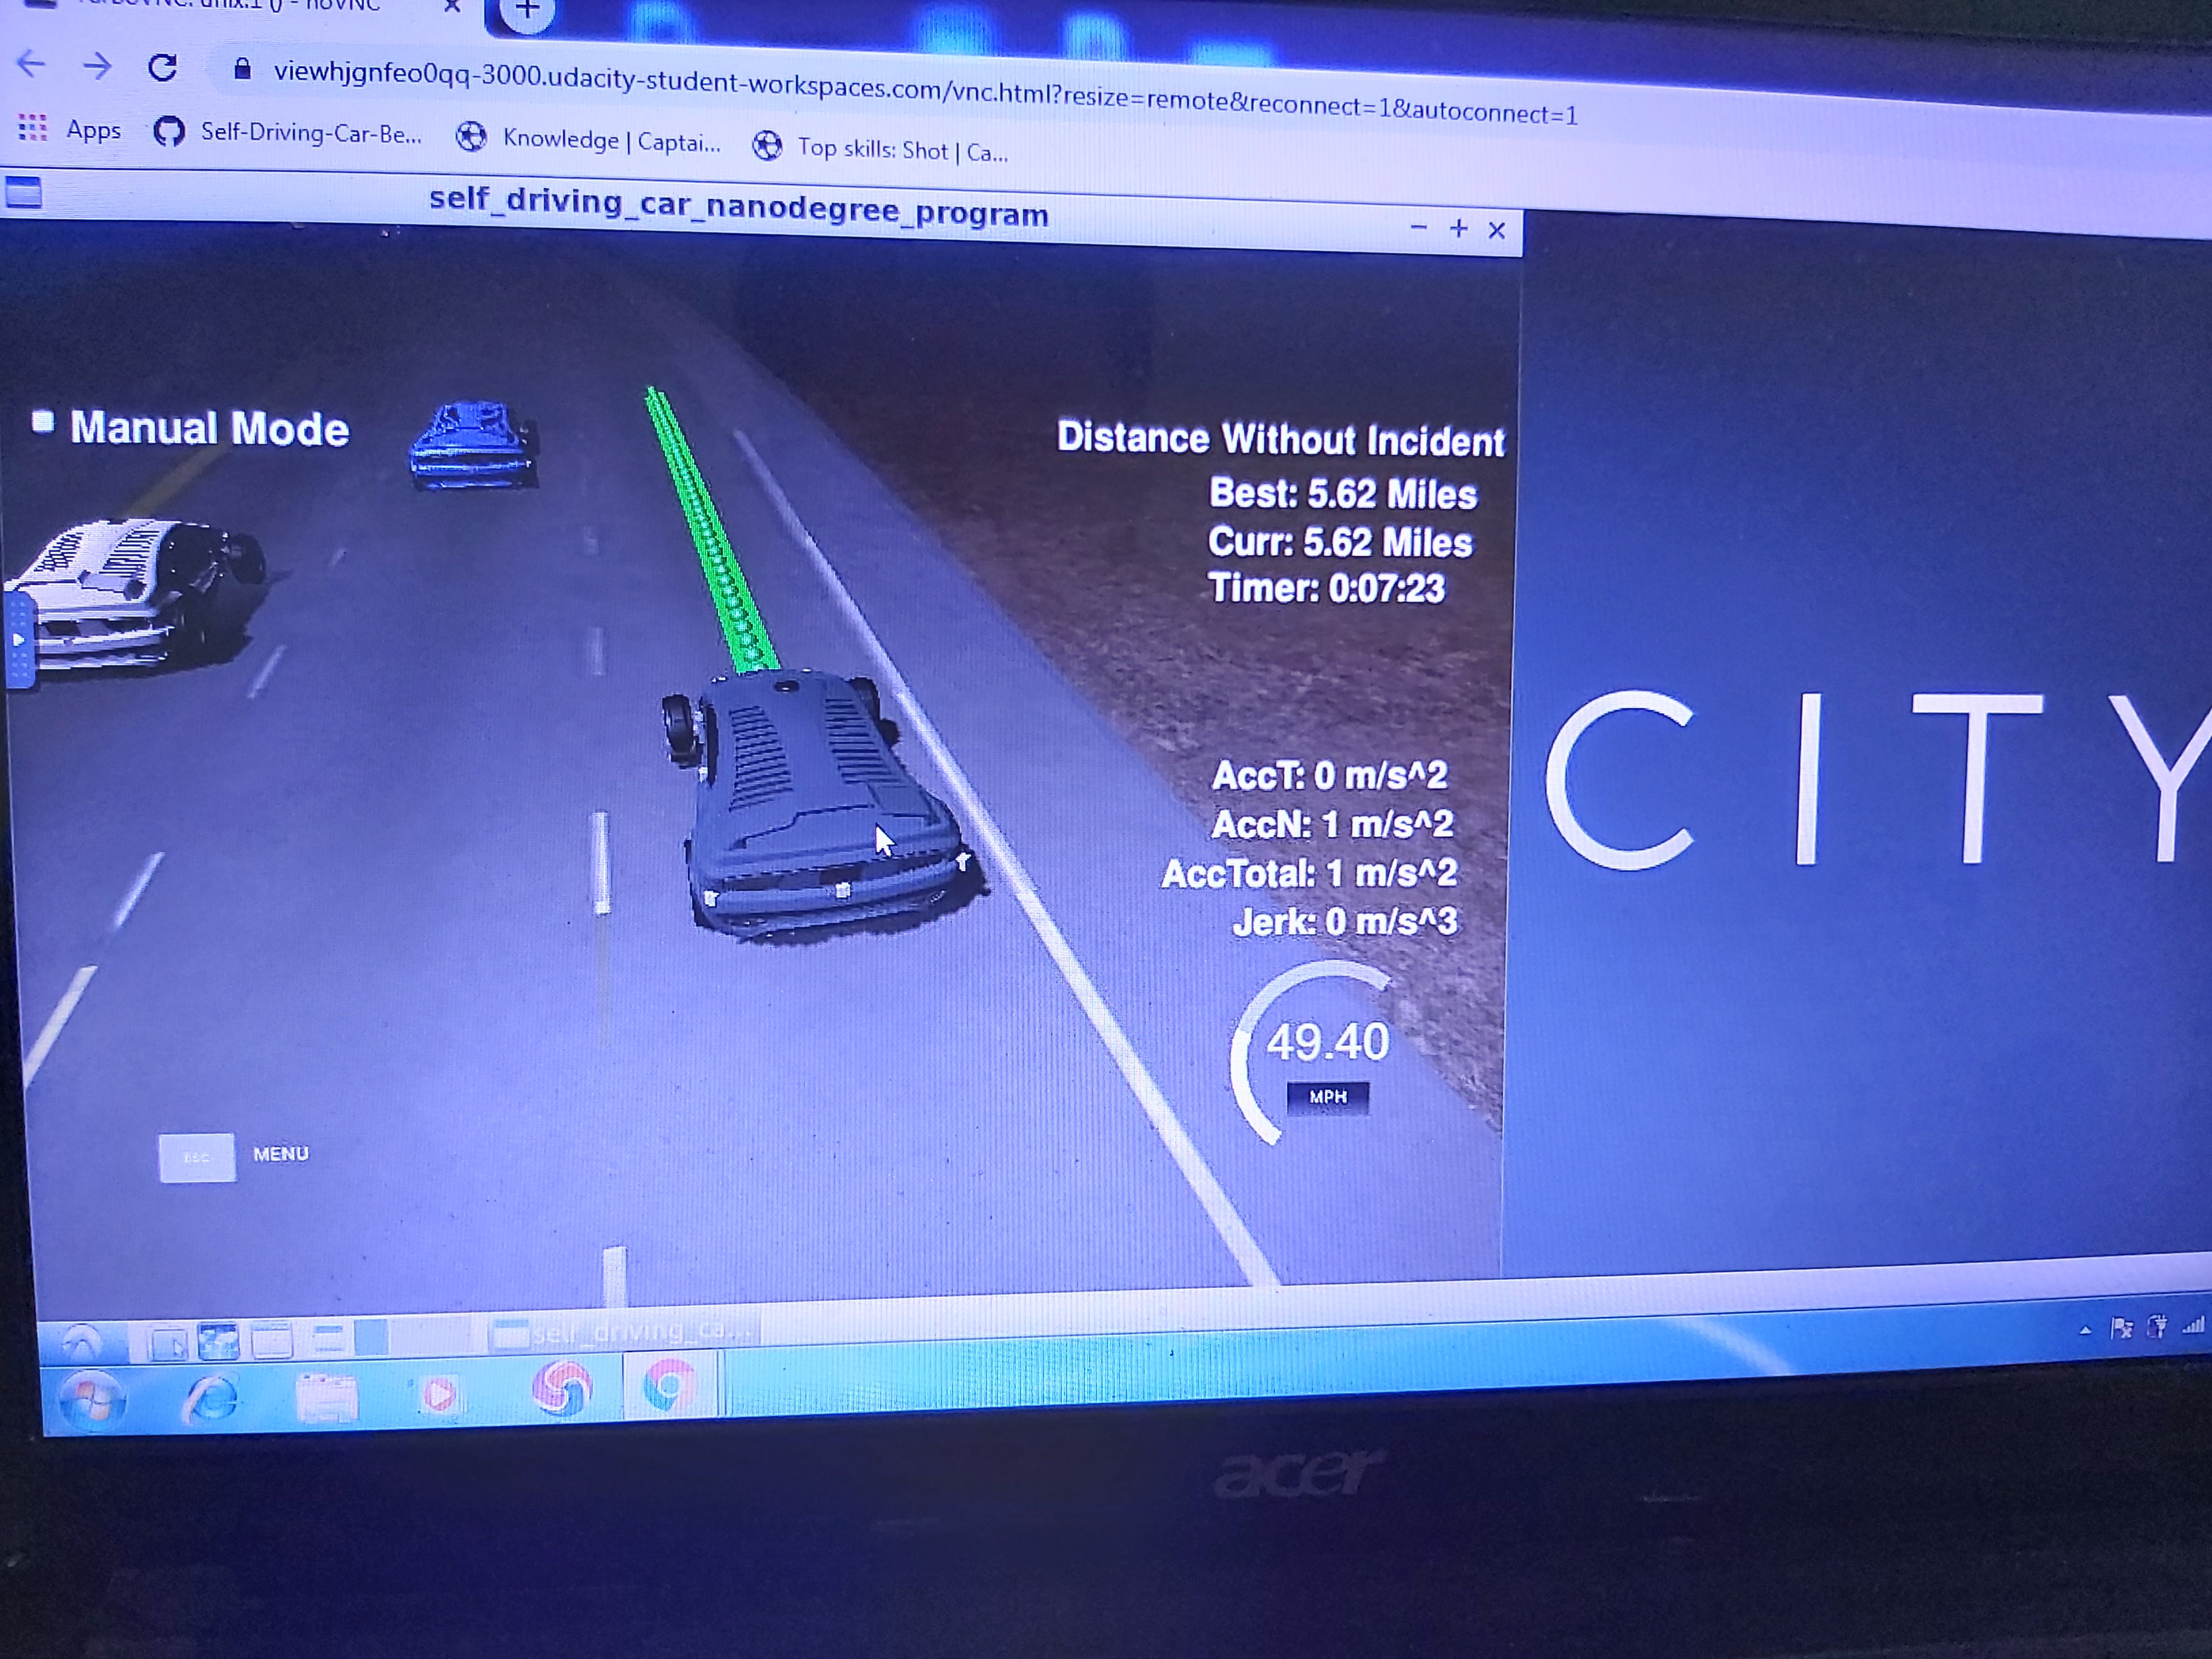 viewhjgnfeo0qq-3000.udacity-student-workspaces.com/vnc.html?resize=remote&reconnect=1&autoconnect=1
Apps Self-Driving-Car-Be... Knowledge | Captai... Top skills: Shot | Ca...
self_driving_car_nanodegree_program
Manual Mode
Distance Without Incident
Best: 5.62 Miles
Curr: 5.62 Miles
Timer: 0:07:23
AccT: 0 m/s^2
AccN: 1 m/s^2
AccTotal: 1 m/s^2
Jerk: 0 m/s^3
49.40
MPH
ESC MENU
CITY
self_driving_ca...
acer